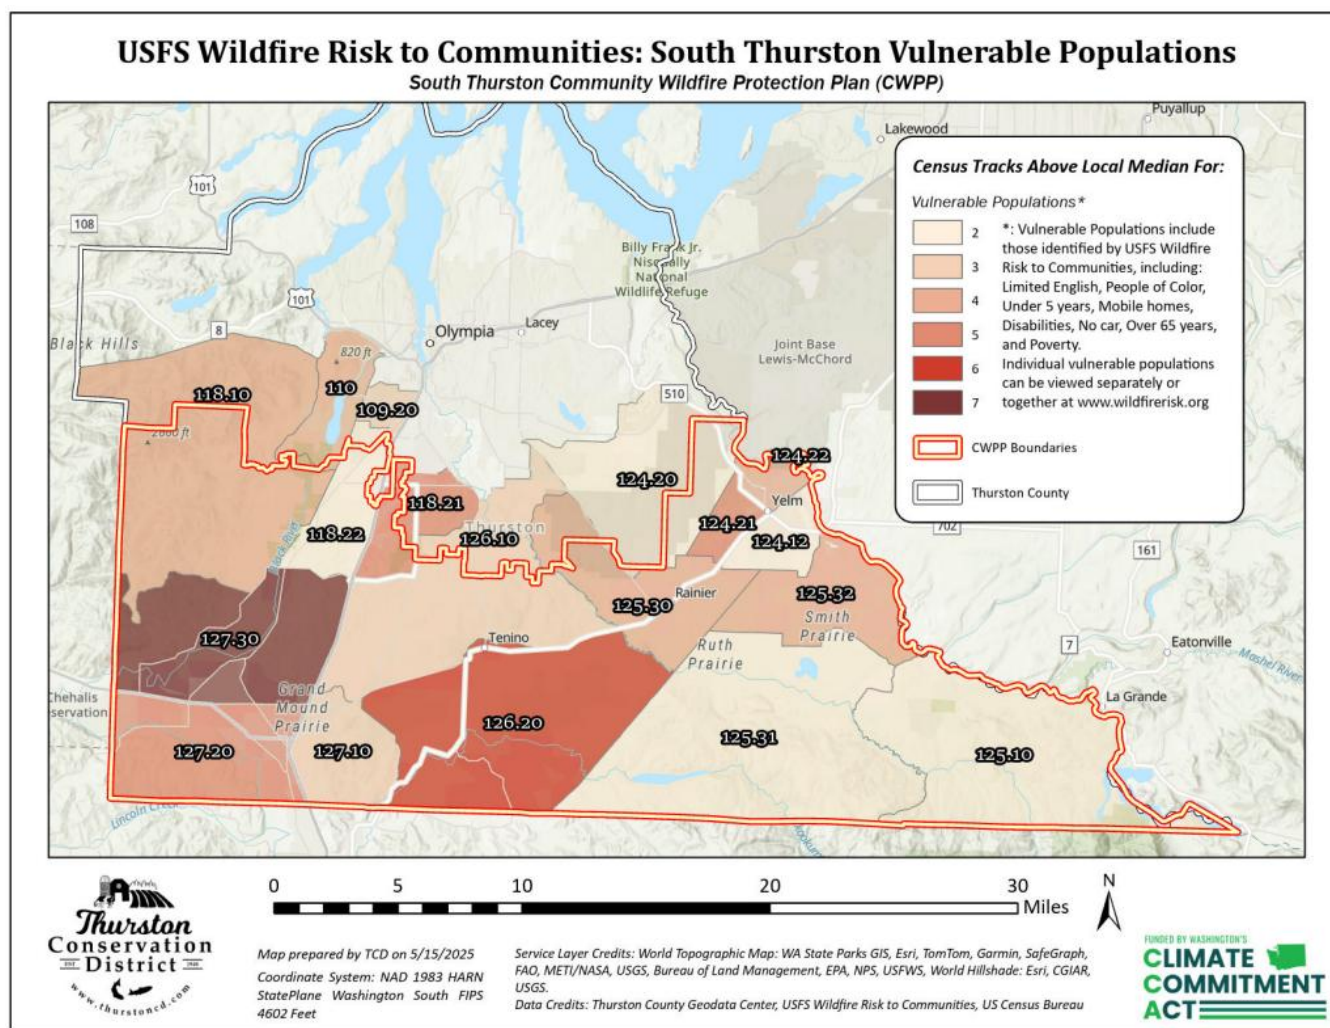 USFS Wildfire Risk to Communities: South Thurston Vulnerable Populations
South Thurston Community Wildfire Protection Plan (CWPP)
Puyallup
Lakewood
101
108
Billy Frank Jr.
Nisqually
National
Wildlife Refuge
101
8
Olympia
Lacey
Black Hills
820 ft
Joint Base
Lewis-McChord
510
118.10
110
109.20
2660 ft
124.22
124.20
118.21
Yelm
Thurston
124.21
118.22
126.10
124.12
Black River
702
161
125.30
Rainier
125.32
Smith
Prairie
127.30
Tenino
Ruth
Prairie
7
Eatonville
Mashel River
Chehalis
servation
Grand
Mound
Prairie
La Grande
127.20
127.10
126.20
125.31
125.10
Lincoln Creek
Census Tracks Above Local Median For:
Vulnerable Populations*
2
3
4
5
6
7
*: Vulnerable Populations include
those identified by USFS Wildfire
Risk to Communities, including:
Limited English, People of Color,
Under 5 years, Mobile homes,
Disabilities, No car, Over 65 years,
and Poverty.
Individual vulnerable populations
can be viewed separately or
together at www.wildfirerisk.org
CWPP Boundaries
Thurston County
0 5 10 20 30
Miles
N
Thurston
Conservation
District
www.thurstoncd.com
Map prepared by TCD on 5/15/2025
Coordinate System: NAD 1983 HARN
StatePlane Washington South FIPS
4602 Feet
Service Layer Credits: World Topographic Map: WA State Parks GIS, Esri, TomTom, Garmin, SafeGraph,
FAO, METI/NASA, USGS, Bureau of Land Management, EPA, NPS, USFWS, World Hillshade: Esri, CGIAR,
USGS.
Data Credits: Thurston County Geodata Center, USFS Wildfire Risk to Communities, US Census Bureau
FUNDED BY WASHINGTON'S
CLIMATE
COMMITMENT
ACT